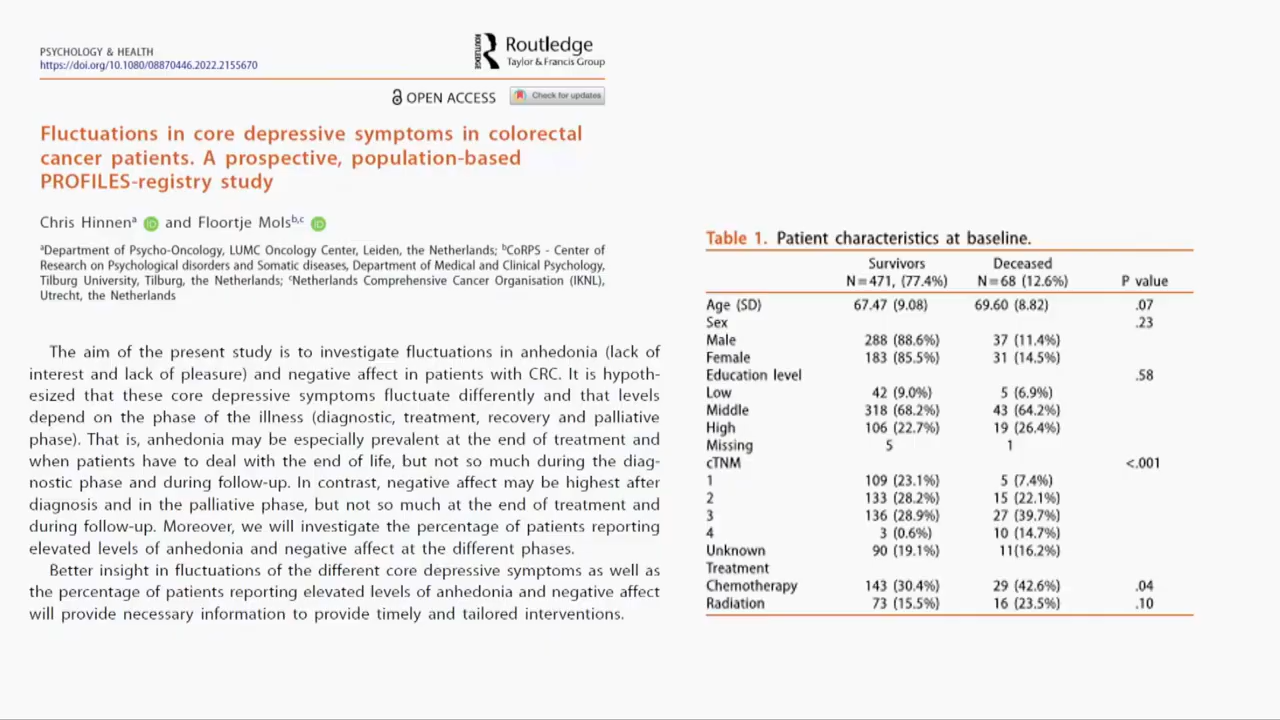 PSYCHOLOGY & HEALTH
https://doi.org/10.1080/08870446.2022.2155670
ROUTLEDGE
Routledge
Taylor & Francis Group
OPEN ACCESS
Check for updates
Fluctuations in core depressive symptoms in colorectal
cancer patients. A prospective, population-based
PROFILES-registry study
Chris Hinnenᵃ iD and Floortje Molsᵇ,ᶜ iD
ᵃDepartment of Psycho-Oncology, LUMC Oncology Center, Leiden, the Netherlands; ᵇCoRPS - Center of
Research on Psychological disorders and Somatic diseases, Department of Medical and Clinical Psychology,
Tilburg University, Tilburg, the Netherlands; ᶜNetherlands Comprehensive Cancer Organisation (IKNL),
Utrecht, the Netherlands
The aim of the present study is to investigate fluctuations in anhedonia (lack of
interest and lack of pleasure) and negative affect in patients with CRC. It is hypoth-
esized that these core depressive symptoms fluctuate differently and that levels
depend on the phase of the illness (diagnostic, treatment, recovery and palliative
phase). That is, anhedonia may be especially prevalent at the end of treatment and
when patients have to deal with the end of life, but not so much during the diag-
nostic phase and during follow-up. In contrast, negative affect may be highest after
diagnosis and in the palliative phase, but not so much at the end of treatment and
during follow-up. Moreover, we will investigate the percentage of patients reporting
elevated levels of anhedonia and negative affect at the different phases.
Better insight in fluctuations of the different core depressive symptoms as well as
the percentage of patients reporting elevated levels of anhedonia and negative affect
will provide necessary information to provide timely and tailored interventions.
Table 1. Patient characteristics at baseline.
Survivors Deceased
N=471, (77.4%) N=68 (12.6%) P value
Age (SD) 67.47 (9.08) 69.60 (8.82) .07
Sex .23
Male 288 (88.6%) 37 (11.4%)
Female 183 (85.5%) 31 (14.5%)
Education level .58
Low 42 (9.0%) 5 (6.9%)
Middle 318 (68.2%) 43 (64.2%)
High 106 (22.7%) 19 (26.4%)
Missing 5 1
cTNM <.001
1 109 (23.1%) 5 (7.4%)
2 133 (28.2%) 15 (22.1%)
3 136 (28.9%) 27 (39.7%)
4 3 (0.6%) 10 (14.7%)
Unknown 90 (19.1%) 11(16.2%)
Treatment
Chemotherapy 143 (30.4%) 29 (42.6%) .04
Radiation 73 (15.5%) 16 (23.5%) .10